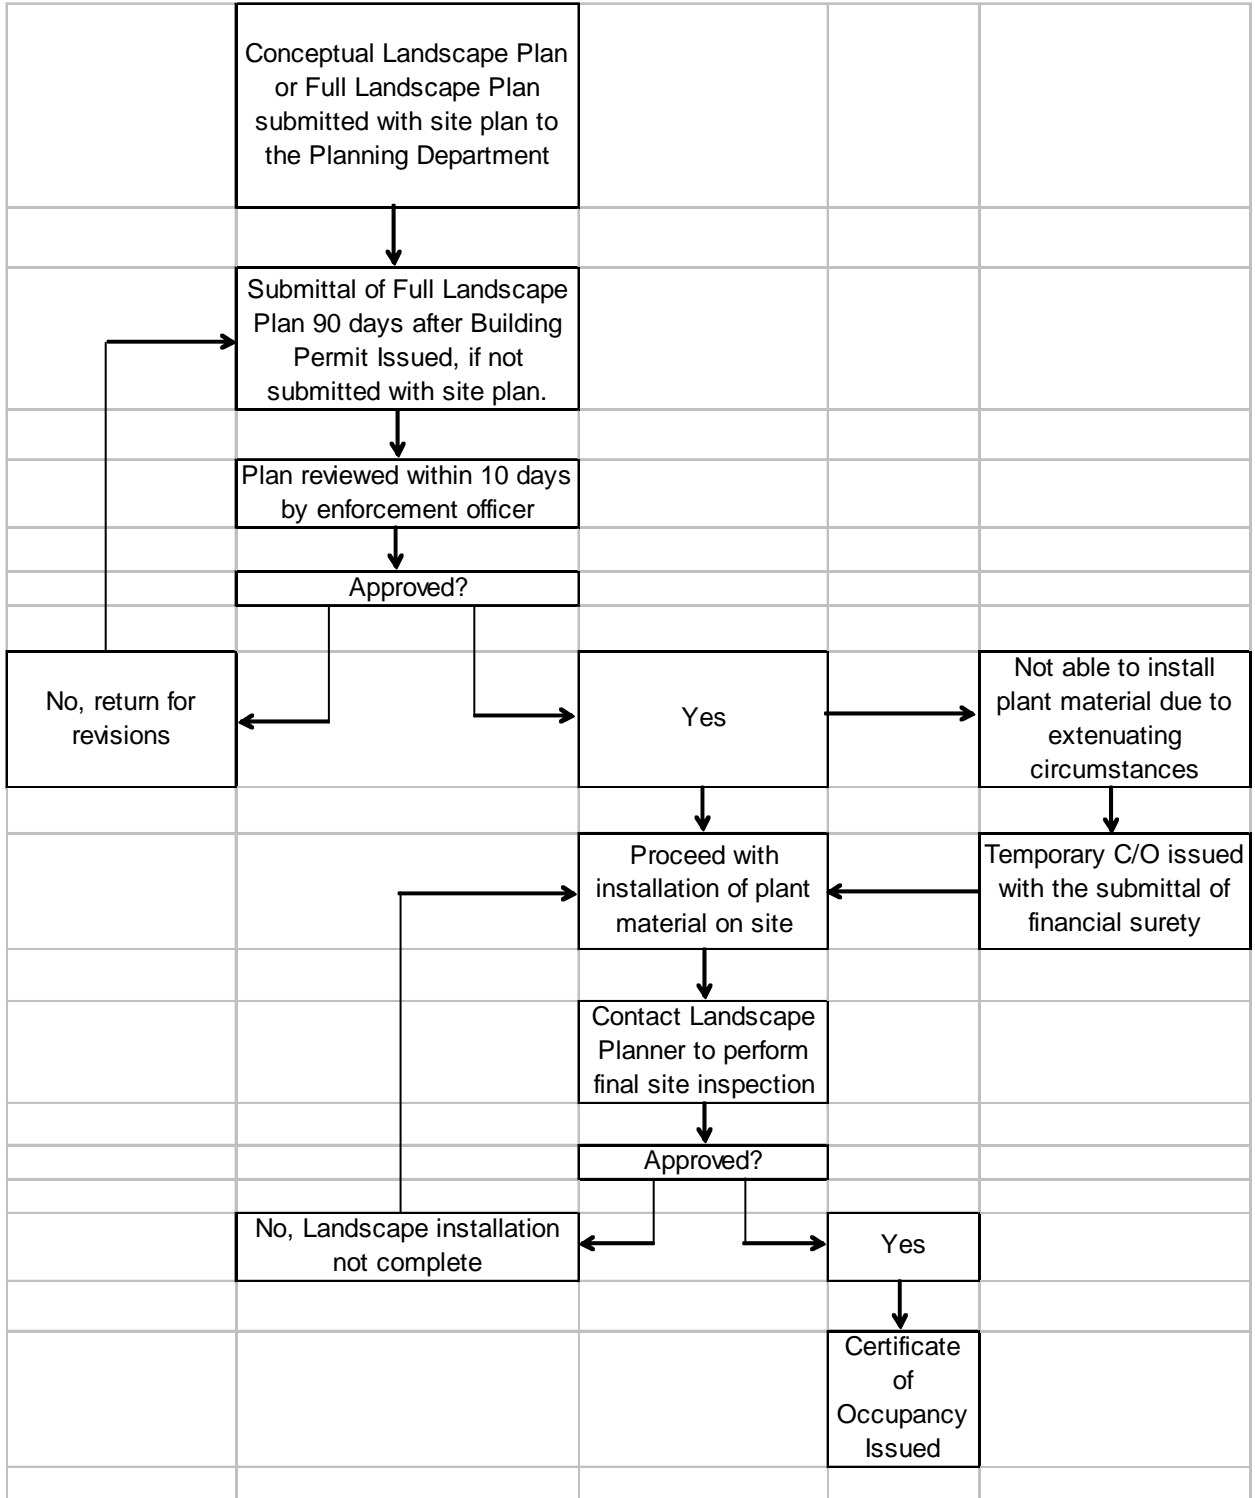 Conceptual Landscape Plan
or Full Landscape Plan
submitted with site plan to
the Planning Department
Submittal of Full Landscape
Plan 90 days after Building
Permit Issued, if not
submitted with site plan.
Plan reviewed within 10 days
by enforcement officer
Approved?
No, return for
revisions
Yes
Not able to install
plant material due to
extenuating
circumstances
Proceed with
installation of plant
material on site
Temporary C/O issued
with the submittal of
financial surety
Contact Landscape
Planner to perform
final site inspection
Approved?
No, Landscape installation
not complete
Yes
Certificate
of
Occupancy
Issued